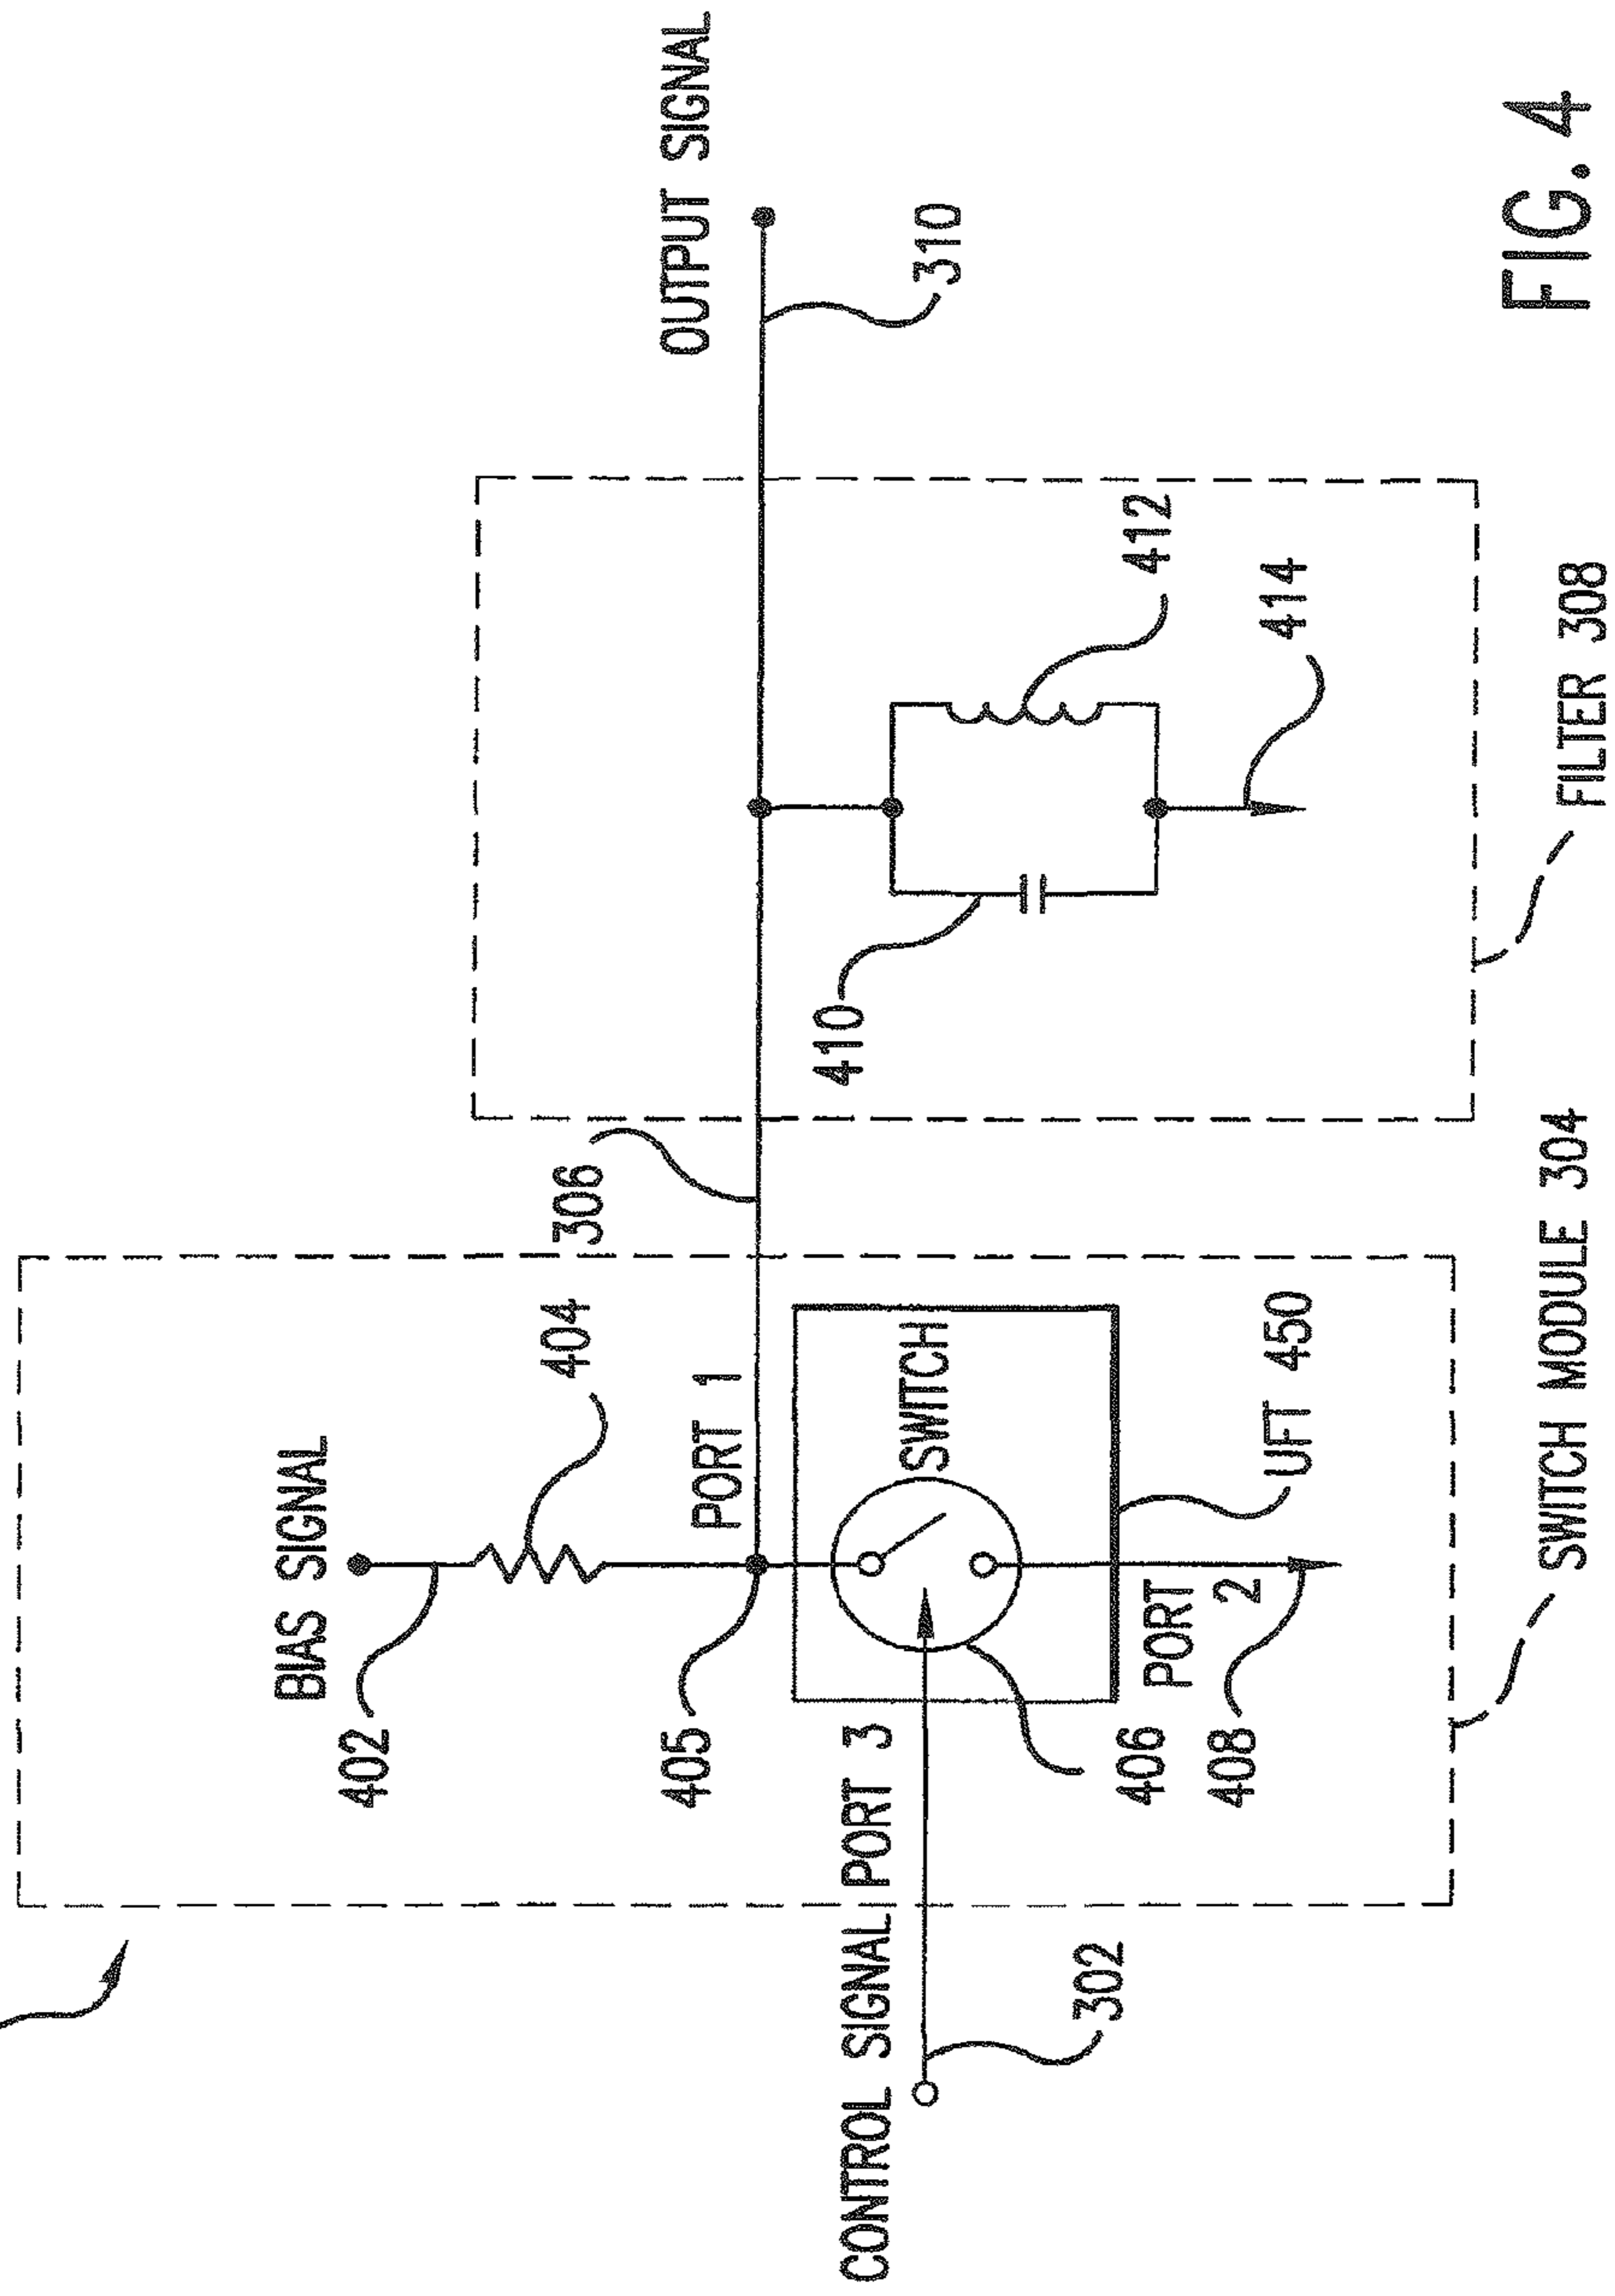 BIAS SIGNAL
402
404
405
PORT 1
306
OUTPUT SIGNAL
310
CONTROL SIGNAL
PORT 3
302
SWITCH
406
PORT
2
408
UFT 450
410
412
414
SWITCH MODULE 304
FILTER 308
FIG. 4